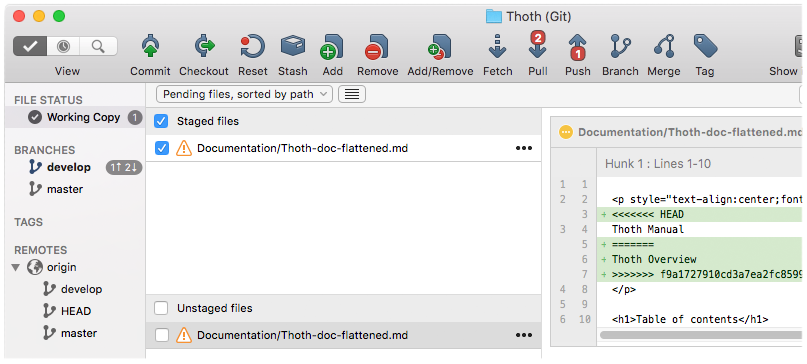 Thoth (Git)
2
1
View
Commit
Checkout
Reset
Stash
Add
Remove
Add/Remove
Fetch
Pull
Push
Branch
Merge
Tag
Show
Pending files, sorted by path
FILE STATUS
Working Copy 1
BRANCHES
develop 1↑ 2↓
master
TAGS
REMOTES
origin
develop
HEAD
master
Staged files
Documentation/Thoth-doc-flattened.md •••
Unstaged files
Documentation/Thoth-doc-flattened.md •••
Documentation/Thoth-doc-flattened.md
Hunk 1 : Lines 1-10
1 1
2 2 <p style="text-align:center;font
3 + <<<<<<< HEAD
3 4 Thoth Manual
5 + =======
6 + Thoth Overview
7 + >>>>>>> f9a1727910cd3a7ea2fc8599
4 8 </p>
5 9
6 10 <h1>Table of contents</h1>